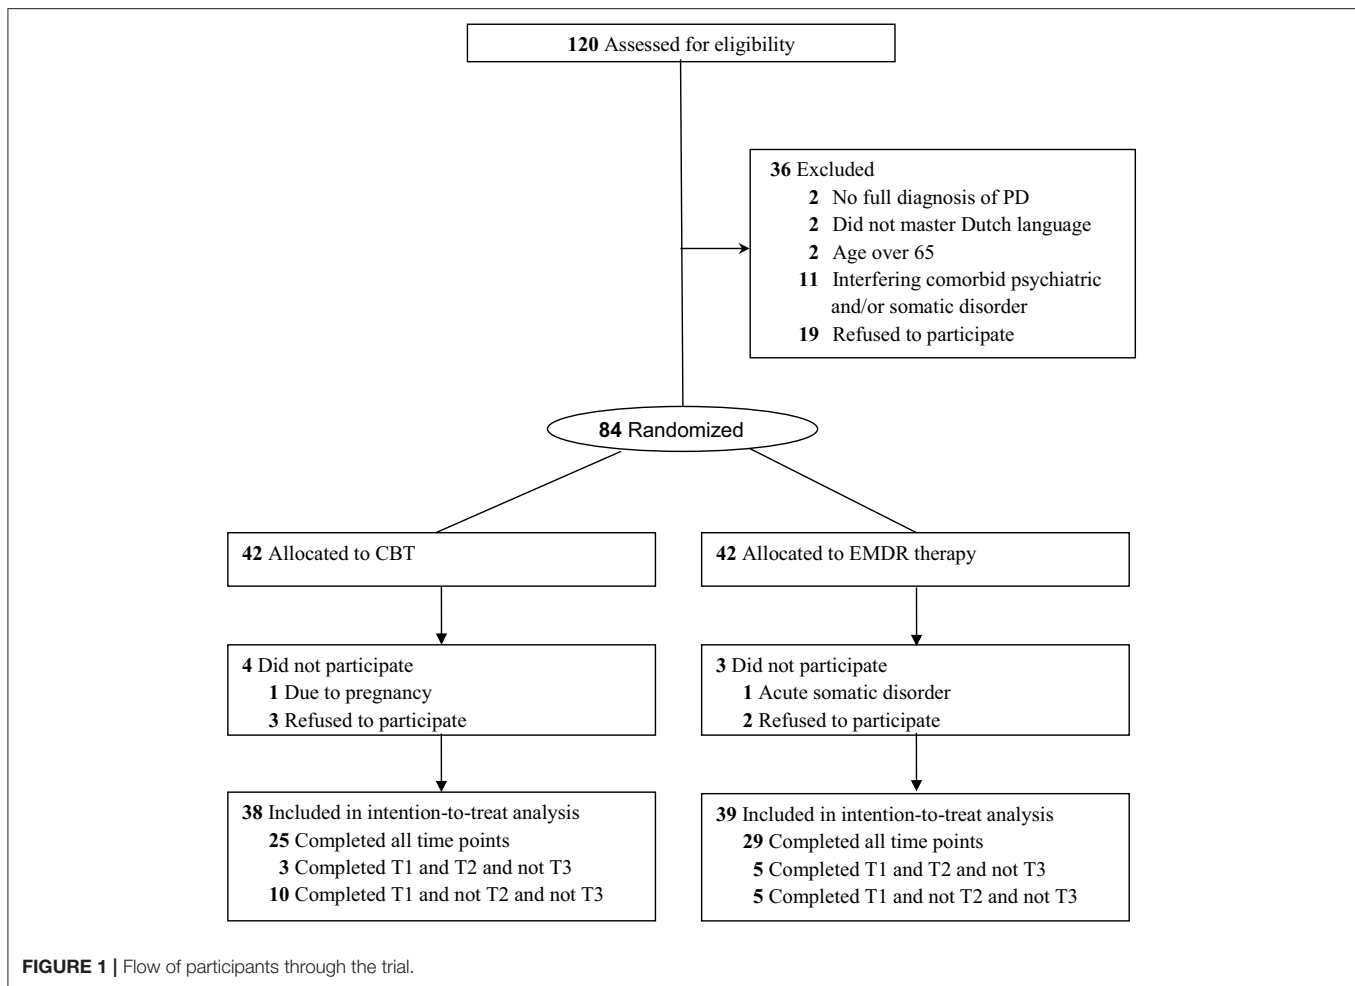 120 Assessed for eligibility
36 Excluded
2 No full diagnosis of PD
2 Did not master Dutch language
2 Age over 65
11 Interfering comorbid psychiatric
and/or somatic disorder
19 Refused to participate
84 Randomized
42 Allocated to CBT
42 Allocated to EMDR therapy
4 Did not participate
1 Due to pregnancy
3 Refused to participate
3 Did not participate
1 Acute somatic disorder
2 Refused to participate
38 Included in intention-to-treat analysis
25 Completed all time points
3 Completed T1 and T2 and not T3
10 Completed T1 and not T2 and not T3
39 Included in intention-to-treat analysis
29 Completed all time points
5 Completed T1 and T2 and not T3
5 Completed T1 and not T2 and not T3
FIGURE 1 | Flow of participants through the trial.